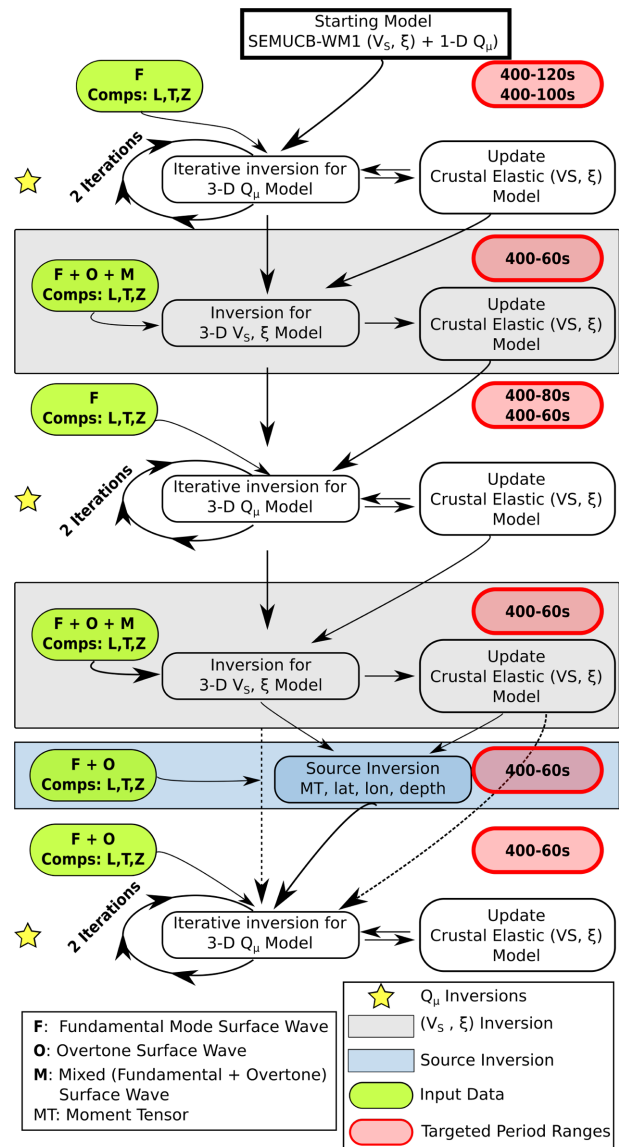 Starting Model
SEMUCB-WM1 (V_S, ξ) + 1-D Q_μ)
F
Comps: L,T,Z
400-120s
400-100s
2 Iterations
Iterative inversion for
3-D Q_μ Model
Update
Crustal Elastic (VS, ξ)
Model
F + O + M
Comps: L,T,Z
400-60s
Inversion for
3-D V_S, ξ Model
Update
Crustal Elastic (VS, ξ)
Model
F
Comps: L,T,Z
400-80s
400-60s
2 Iterations
Iterative inversion for
3-D Q_μ Model
Update
Crustal Elastic (VS, ξ)
Model
F + O + M
Comps: L,T,Z
400-60s
Inversion for
3-D V_S, ξ Model
Update
Crustal Elastic (VS, ξ)
Model
F + O
Comps: L,T,Z
Source Inversion
MT, lat, lon, depth
400-60s
F + O
Comps: L,T,Z
400-60s
2 Iterations
Iterative inversion for
3-D Q_μ Model
Update
Crustal Elastic (VS, ξ)
Model
F: Fundamental Mode Surface Wave
O: Overtone Surface Wave
M: Mixed (Fundamental + Overtone)
Surface Wave
MT: Moment Tensor
Q_μ Inversions
(V_S , ξ) Inversion
Source Inversion
Input Data
Targeted Period Ranges